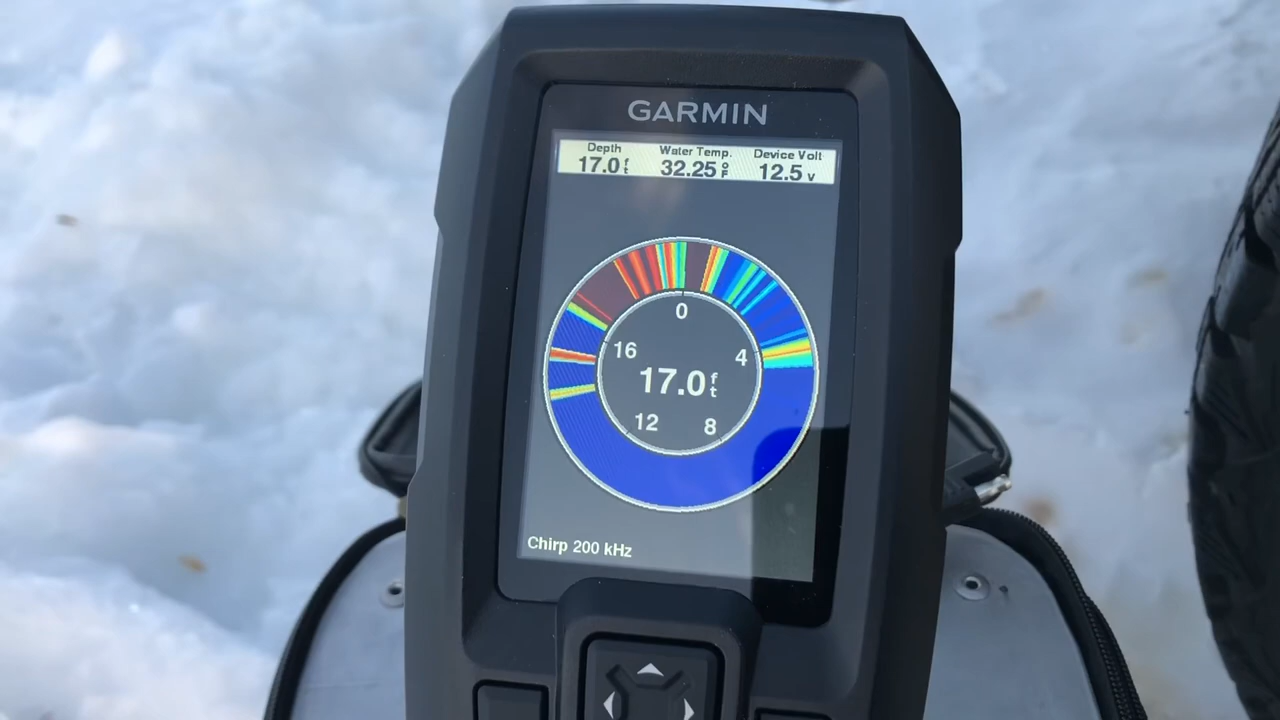 GARMIN
Depth Water Temp. Device Volt
17.0 ft 32.25 °F 12.5 v
0
16 4
17.0 ft
12 8
Chirp 200 kHz